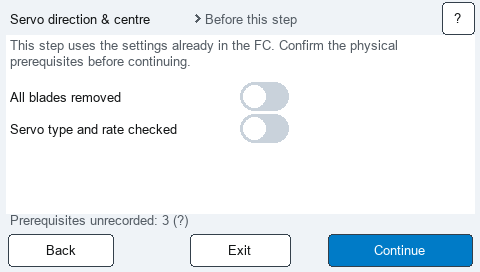 Servo direction & centre > Before this step ?
This step uses the settings already in the FC. Confirm the physical
prerequisites before continuing.
All blades removed
Servo type and rate checked
Prerequisites unrecorded: 3 (?)
Back Exit Continue